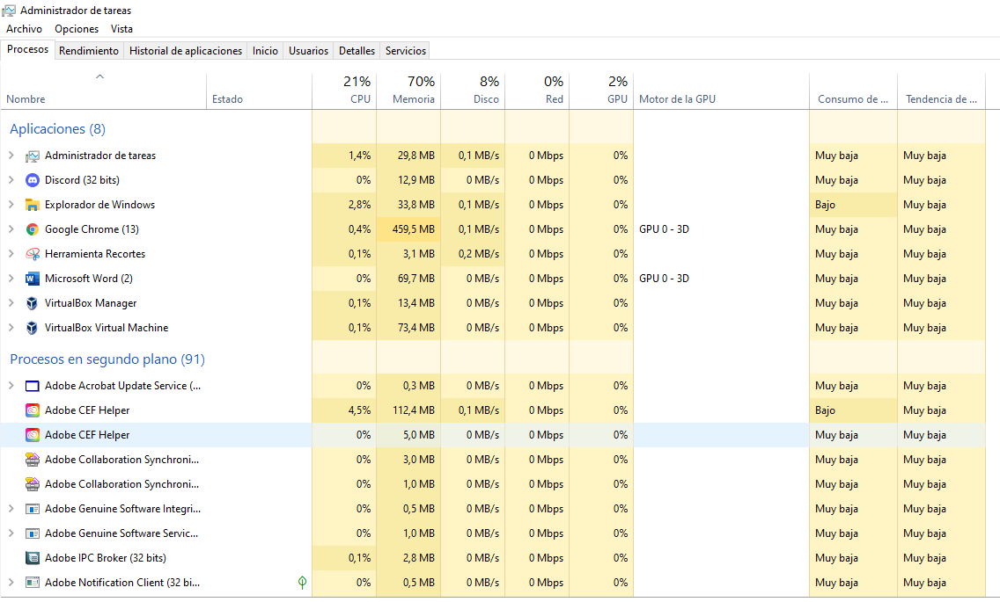 Administrador de tareas
Archivo Opciones Vista
Procesos Rendimiento Historial de aplicaciones Inicio Usuarios Detalles Servicios
21% 70% 8% 0% 2%
Nombre Estado CPU Memoria Disco Red GPU Motor de la GPU Consumo de ... Tendencia de ...
Aplicaciones (8)
Administrador de tareas 1,4% 29,8 MB 0,1 MB/s 0 Mbps 0% Muy baja Muy baja
Discord (32 bits) 0% 12,9 MB 0 MB/s 0 Mbps 0% Muy baja Muy baja
Explorador de Windows 2,8% 33,8 MB 0,1 MB/s 0 Mbps 0% Bajo Muy baja
Google Chrome (13) 0,4% 459,5 MB 0,1 MB/s 0 Mbps 0% GPU 0 - 3D Muy baja Muy baja
Herramienta Recortes 0,1% 3,1 MB 0,2 MB/s 0 Mbps 0% Muy baja Muy baja
Microsoft Word (2) 0% 69,7 MB 0 MB/s 0 Mbps 0% GPU 0 - 3D Muy baja Muy baja
VirtualBox Manager 0,1% 13,4 MB 0 MB/s 0 Mbps 0% Muy baja Muy baja
VirtualBox Virtual Machine 0,1% 73,4 MB 0 MB/s 0 Mbps 0% Muy baja Muy baja
Procesos en segundo plano (91)
Adobe Acrobat Update Service (... 0% 0,3 MB 0 MB/s 0 Mbps 0% Muy baja Muy baja
Adobe CEF Helper 4,5% 112,4 MB 0,1 MB/s 0 Mbps 0% Bajo Muy baja
Adobe CEF Helper 0% 5,0 MB 0 MB/s 0 Mbps 0% Muy baja Muy baja
Adobe Collaboration Synchroni... 0% 3,0 MB 0 MB/s 0 Mbps 0% Muy baja Muy baja
Adobe Collaboration Synchroni... 0% 1,0 MB 0 MB/s 0 Mbps 0% Muy baja Muy baja
Adobe Genuine Software Integri... 0% 0,5 MB 0 MB/s 0 Mbps 0% Muy baja Muy baja
Adobe Genuine Software Servic... 0% 1,0 MB 0 MB/s 0 Mbps 0% Muy baja Muy baja
Adobe IPC Broker (32 bits) 0,1% 2,8 MB 0 MB/s 0 Mbps 0% Muy baja Muy baja
Adobe Notification Client (32 bi... 0% 0,5 MB 0 MB/s 0 Mbps 0% Muy baja Muy baja